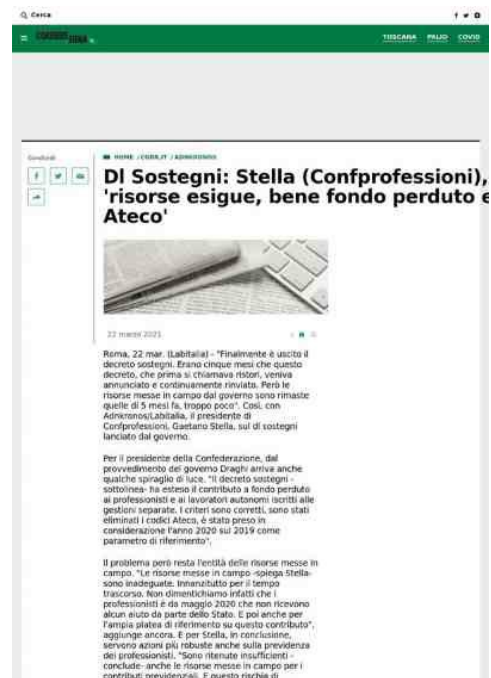 Cerca
TOSCANA PALIO COVID
Condividi
HOME / CORR.IT / ADNKRONOS
Dl Sostegni: Stella (Confprofessioni),
'risorse esigue, bene fondo perduto e
Ateco'
22 marzo 2021
Roma, 22 mar. (Labitalia) - "Finalmente è uscito il
decreto sostegni. Erano cinque mesi che questo
decreto, che prima si chiamava ristori, veniva
annunciato e continuamente rinviato. Però le
risorse messe in campo dal governo sono rimaste
quelle di 5 mesi fa, troppo poco". Così, con
Adnkronos/Labitalia, il presidente di
Confprofessioni, Gaetano Stella, sul dl sostegni
lanciato dal governo.
Per il presidente della Confederazione, dal
provvedimento del governo Draghi arriva anche
qualche spiraglio di luce. "Il decreto sostegni -
sottolinea- ha esteso il contributo a fondo perduto
ai professionisti e ai lavoratori autonomi iscritti alle
gestioni separate. I criteri sono corretti, sono stati
eliminati i codici Ateco, è stato preso in
considerazione l'anno 2020 sul 2019 come
parametro di riferimento".
Il problema però resta l'entità delle risorse messe in
campo. "Le risorse messe in campo -spiega Stella-
sono inadeguate. Innanzitutto per il tempo
trascorso. Non dimentichiamo infatti che i
professionisti è da maggio 2020 che non ricevono
alcun aiuto da parte dello Stato. E poi anche per
l'ampia platea di riferimento su questo contributo",
aggiunge ancora. E per Stella, in conclusione,
servono azioni più robuste anche sulla previdenza
dei professionisti. "Sono ritenute insufficienti -
conclude- anche le risorse messe in campo per i
contributi previdenziali. E questo rischia di